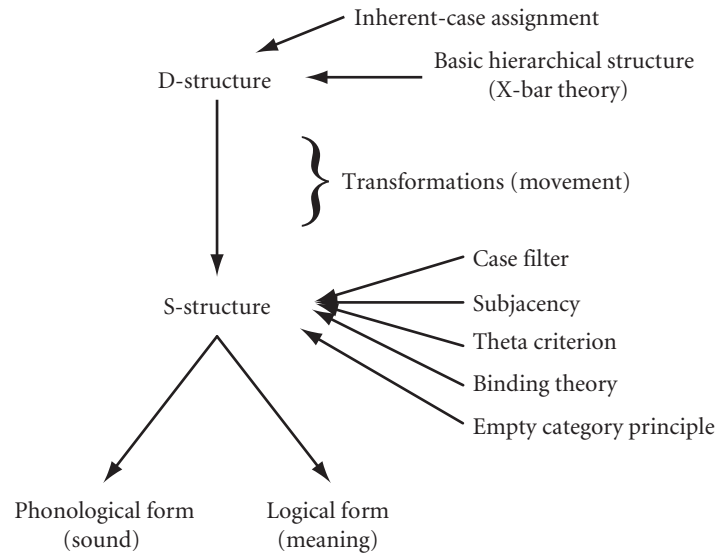 Inherent-case assignment
D-structure
Basic hierarchical structure
(X-bar theory)
Transformations (movement)
Case filter
S-structure
Subjacency
Theta criterion
Binding theory
Empty category principle
Phonological form
(sound)
Logical form
(meaning)